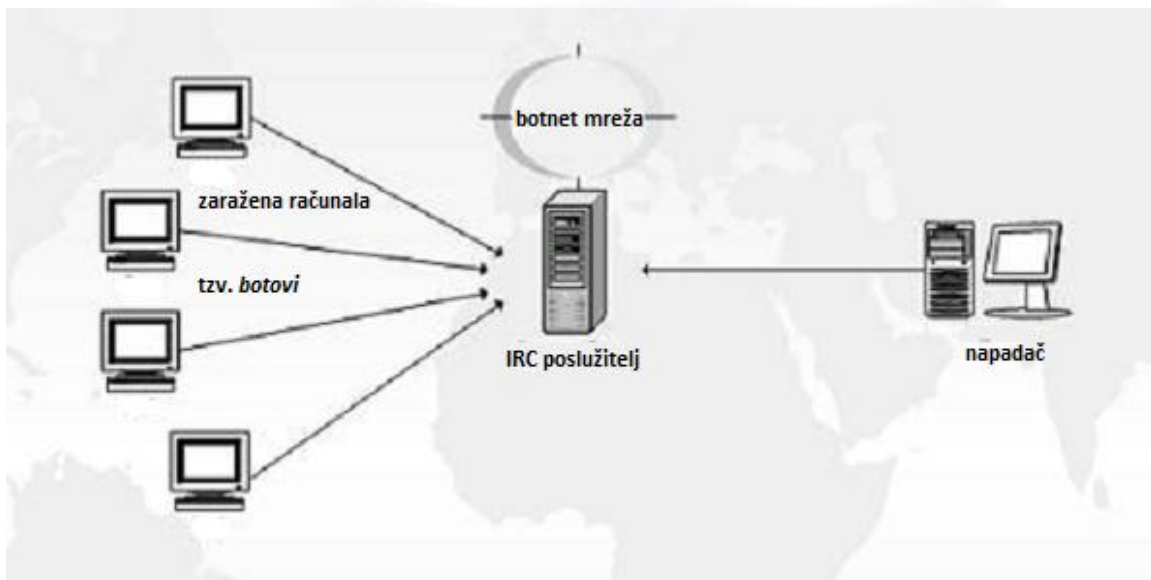 botnet mreža
zaražena računala
tzv. botovi
IRC poslužitelj
napadač